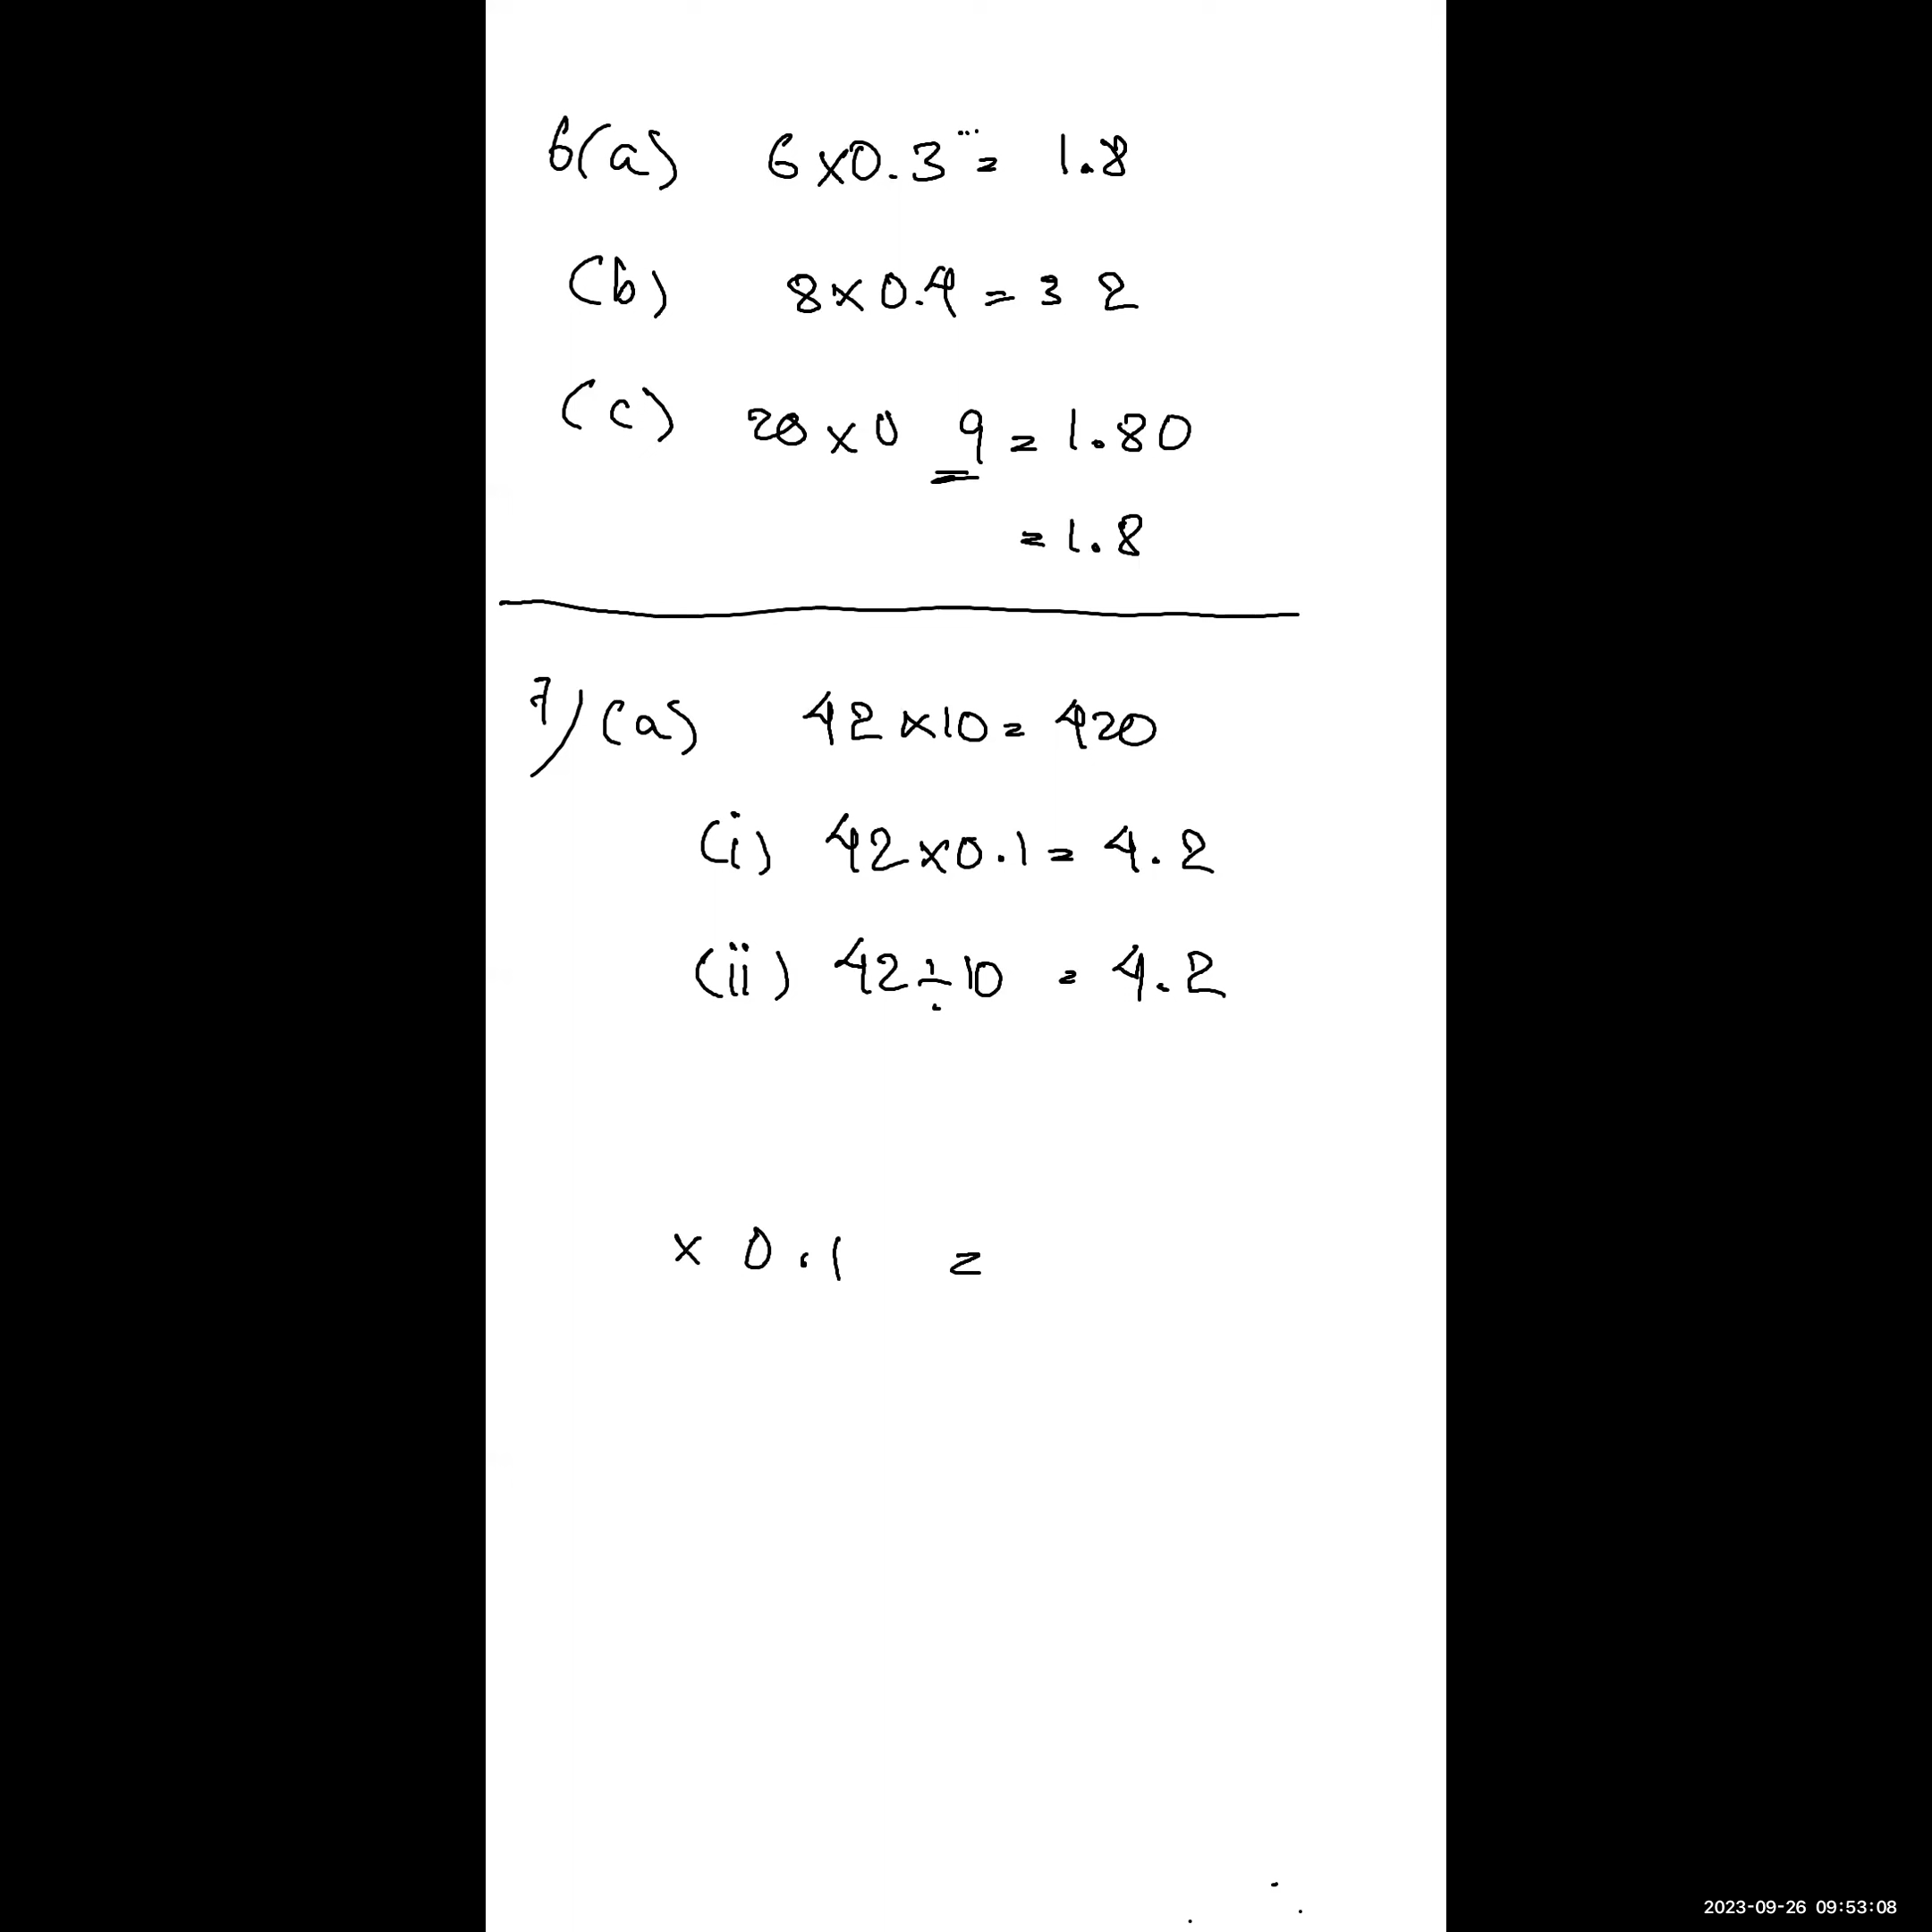 6(a) 6×0.3 = 1.8
(b) 8×0.4=3 2
(c) 20×0 9=1.80
=1.8
7/(a) 42×10=420
(i) 42×0.1=4.2
(ii) 42÷10=4.2
× 0.1 =
2023-09-26 09:53:08